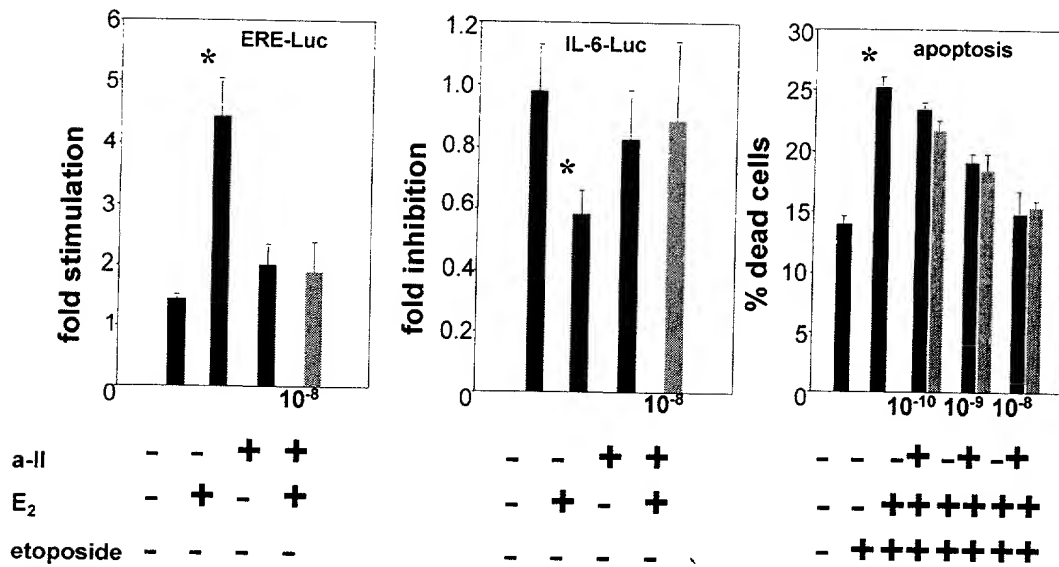 ERE-Luc
*
fold stimulation
6
5
4
3
2
1
0
10-8
IL-6-Luc
*
fold inhibition
1.2
1.0
0.8
0.6
0.4
0.2
0
10-8
apoptosis
*
% dead cells
30
25
20
15
10
5
0
10-10 10-9 10-8
a-II - - + + - - + + - - - + - + - +
E2 - + - + - + - + - - + + + + + +
etoposide - - - - - - - - - + + + + + + +